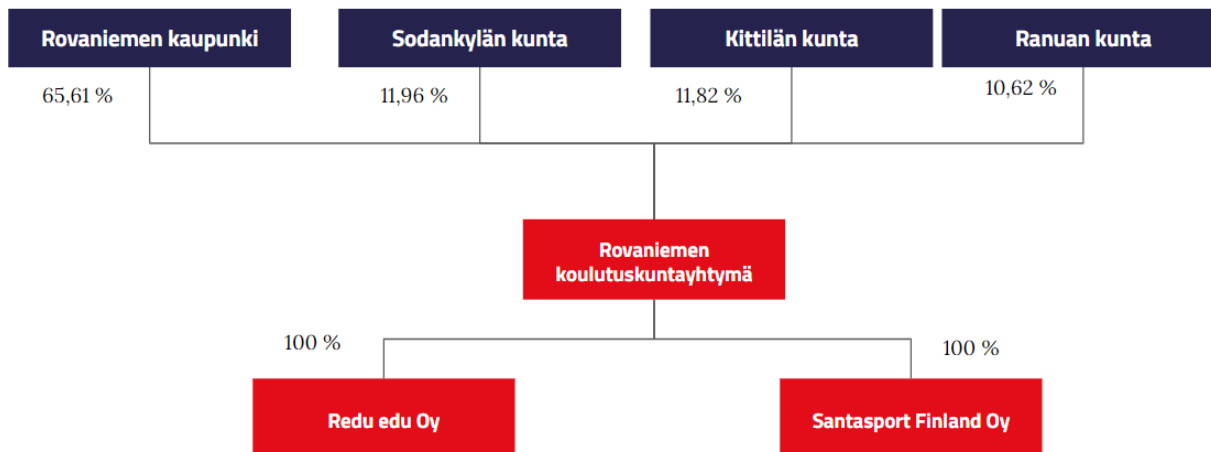 Rovaniemen kaupunki
Sodankylän kunta
Kittilän kunta
Ranuan kunta
65,61 %
11,96 %
11,82 %
10,62 %
Rovaniemen
koulutuskuntayhtymä
100 %
100 %
Redu edu Oy
Santasport Finland Oy